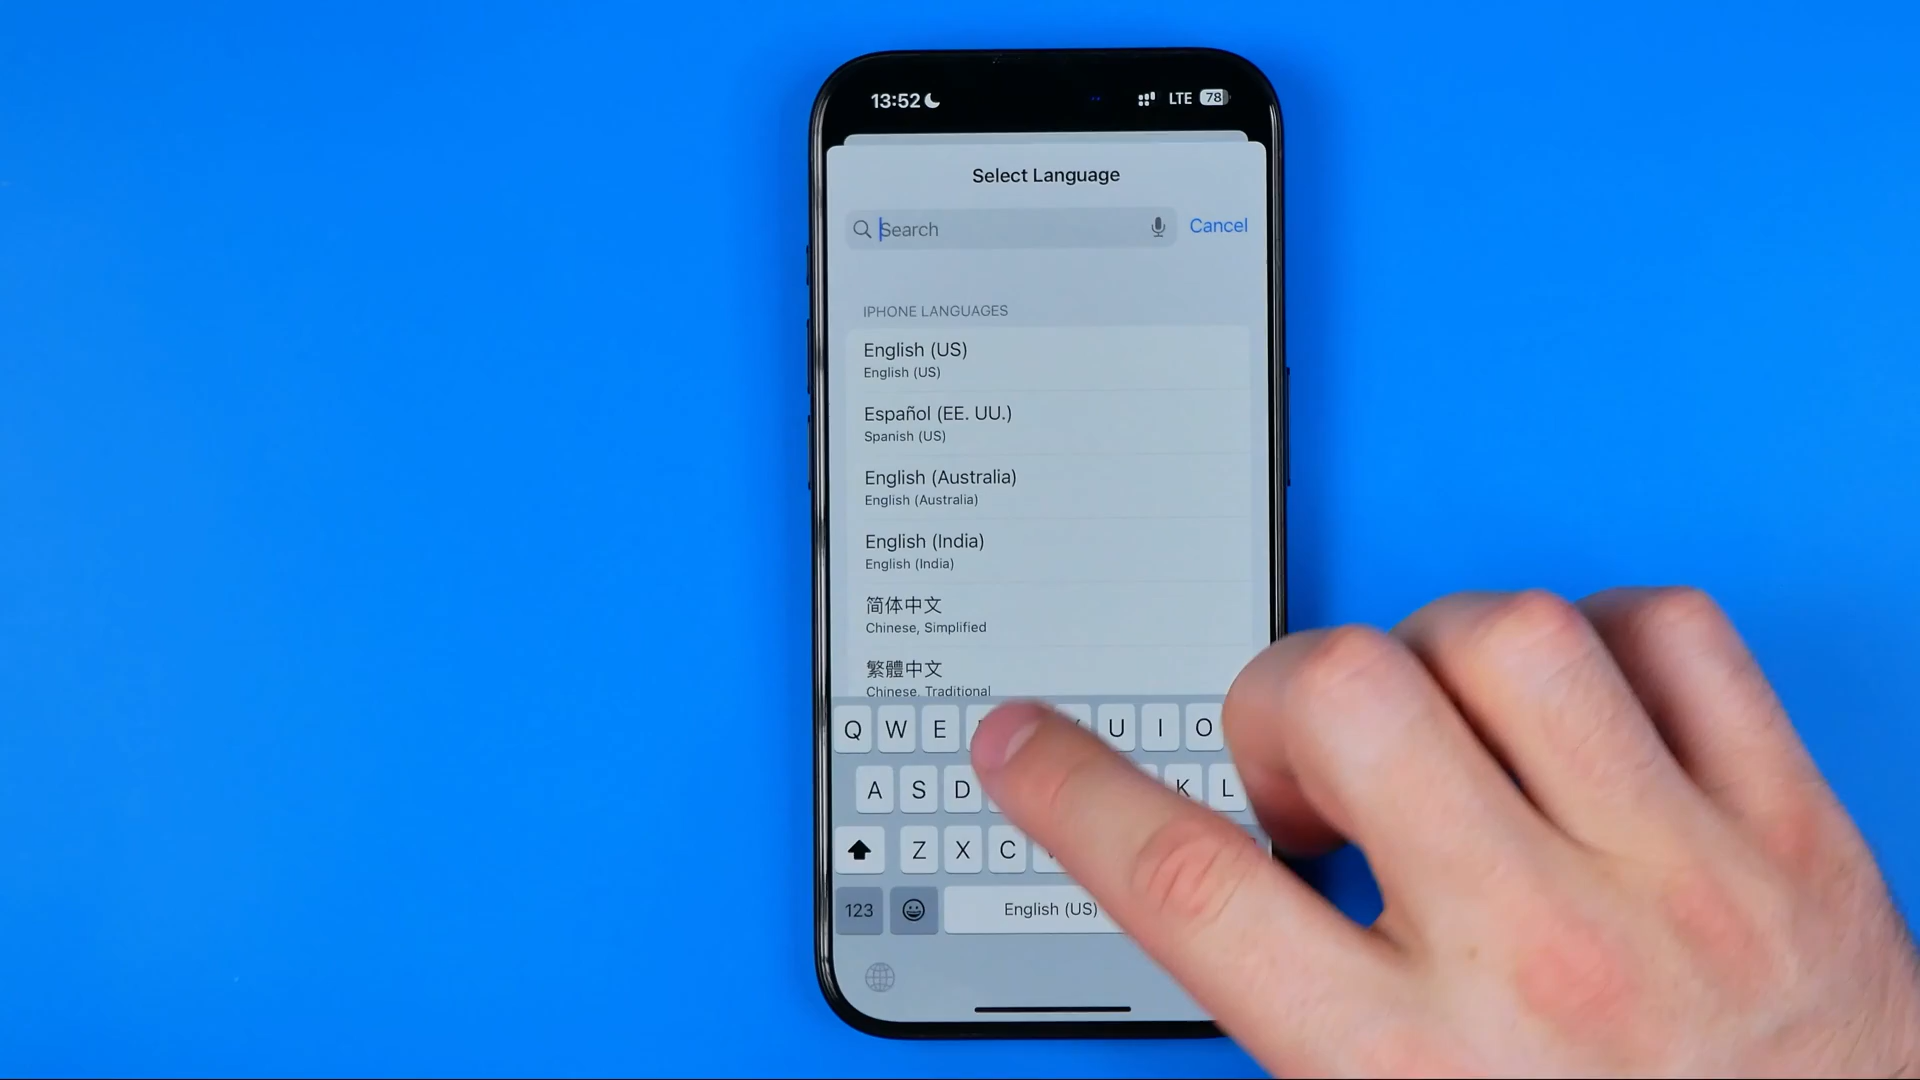 13:52 LTE 78
Select Language
Search Cancel
IPHONE LANGUAGES
English (US)
English (US)
Español (EE. UU.)
Spanish (US)
English (Australia)
English (Australia)
English (India)
English (India)
简体中文
Chinese, Simplified
繁體中文
Chinese, Traditional
Q W E U I O
A S D K L
Z X C
123 English (US)